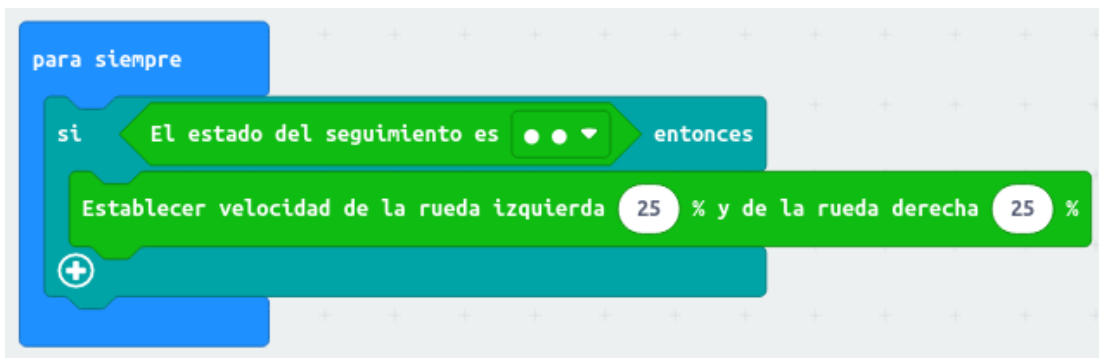 para siempre
si El estado del seguimiento es entonces
Establecer velocidad de la rueda izquierda 25 % y de la rueda derecha 25 %